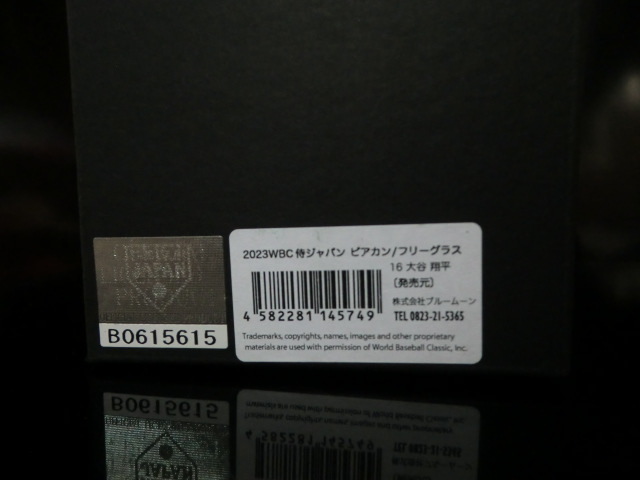 2023WBC 侍ジャパン ビアカン/フリーグラス
16 大谷 翔平
〔発売元〕
株式会社ブルームーン
TEL 0823-21-5365
4 582281 145749
Trademarks, copyrights, names, images and other proprietary
materials are used with permission of World Baseball Classic, Inc.
JAPAN
B0615615